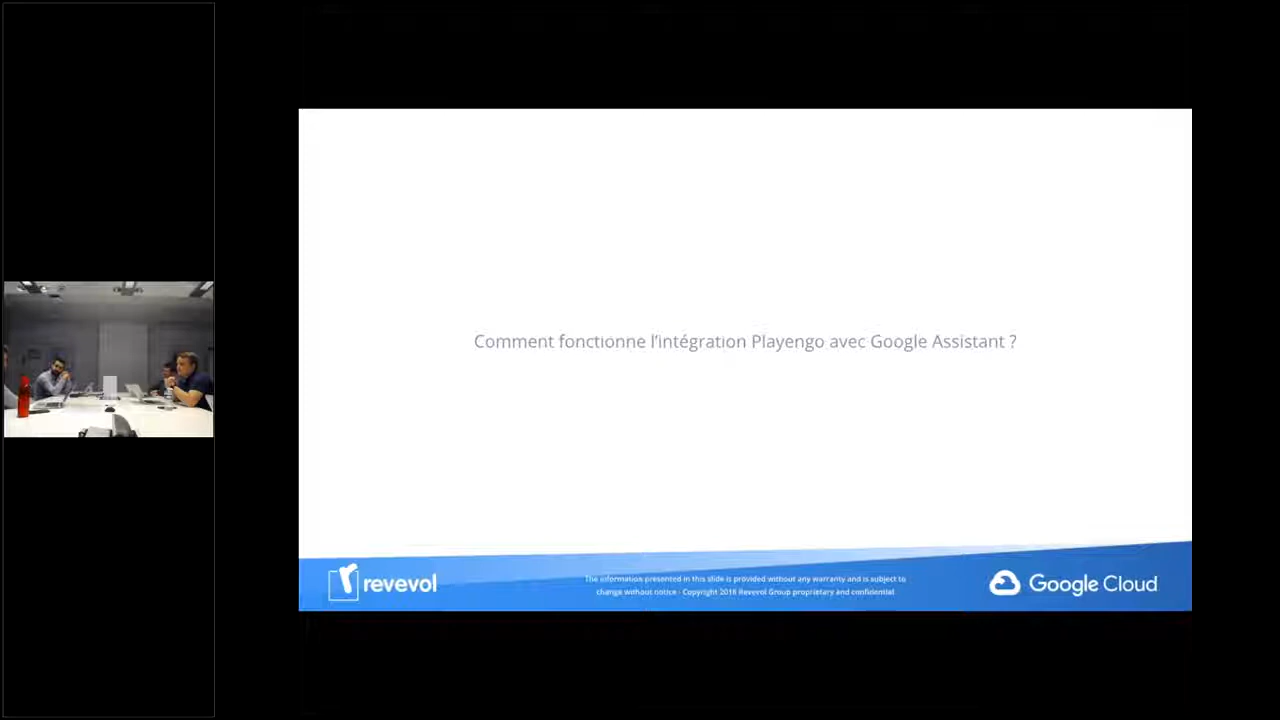 Comment fonctionne l'intégration Playengo avec Google Assistant ?
revevol
The information presented in this slide is provided without any warranty and is subject to
change without notice - Copyright 2018 Revevol Group proprietary and confidential
Google Cloud